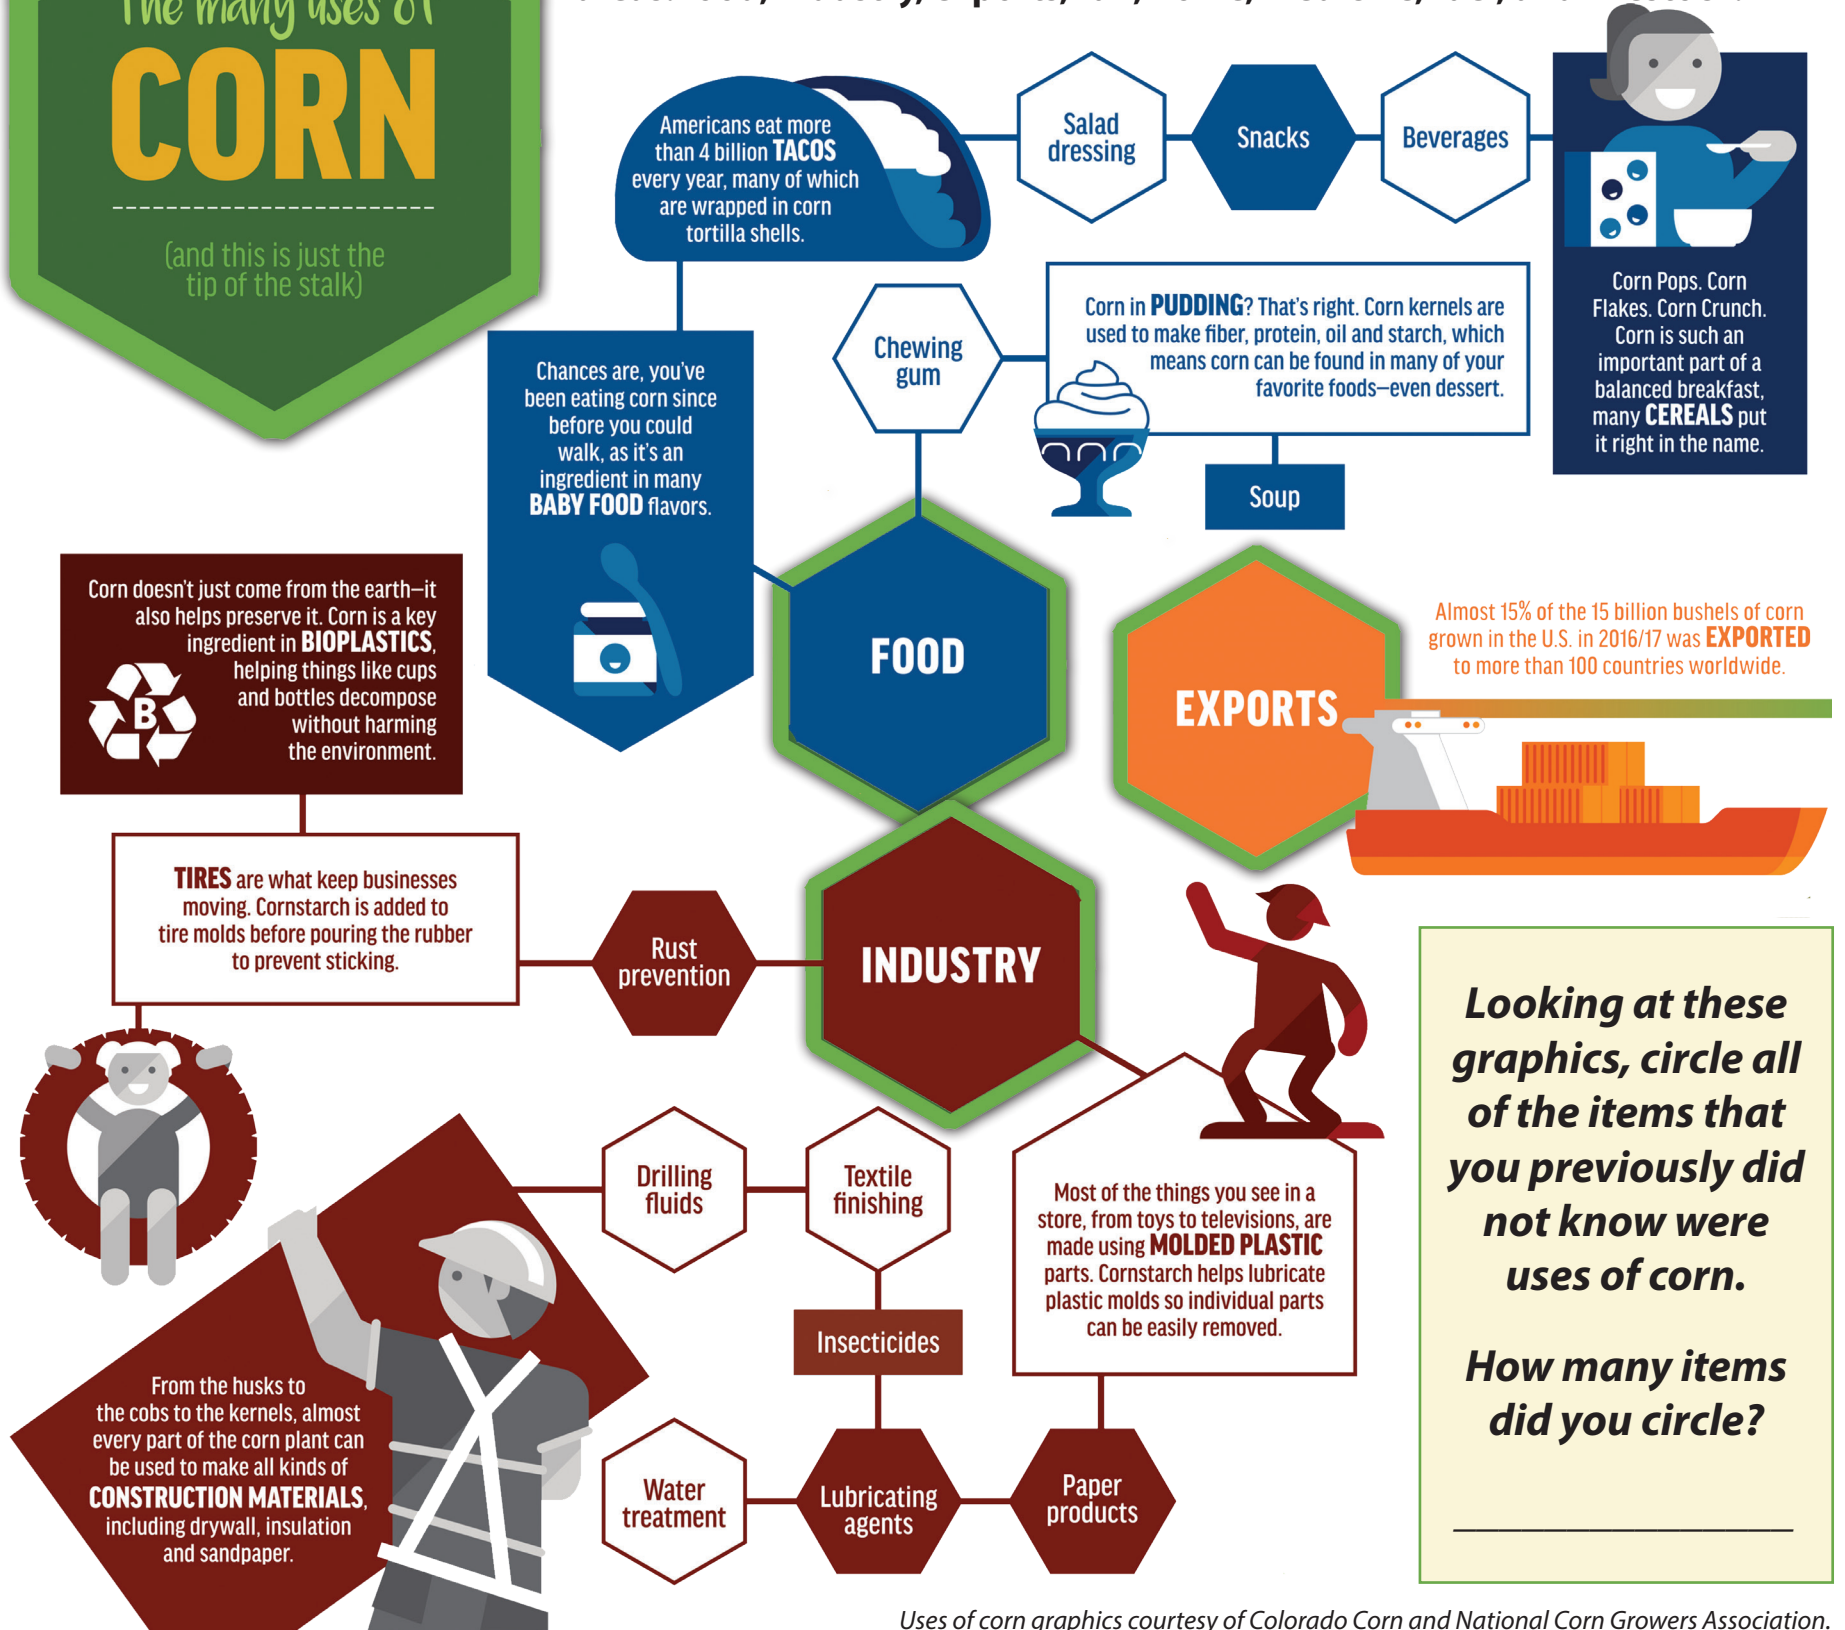 The many uses of
CORN
(and this is just the
tip of the stalk)
Americans eat more
than 4 billion TACOS
every year, many of which
are wrapped in corn
tortilla shells.
Salad
dressing
Snacks
Beverages
Corn Pops. Corn
Flakes. Corn Crunch.
Corn is such an
important part of a
balanced breakfast,
many CEREALS put
it right in the name.
Chances are, you've
been eating corn since
before you could
walk, as it's an
ingredient in many
BABY FOOD flavors.
Chewing
gum
Corn in PUDDING? That's right. Corn kernels are
used to make fiber, protein, oil and starch, which
means corn can be found in many of your
favorite foods—even dessert.
Soup
FOOD
EXPORTS
Almost 15% of the 15 billion bushels of corn
grown in the U.S. in 2016/17 was EXPORTED
to more than 100 countries worldwide.
Corn doesn't just come from the earth—it
also helps preserve it. Corn is a key
ingredient in BIOPLASTICS,
helping things like cups
and bottles decompose
without harming
the environment.
B
TIRES are what keep businesses
moving. Cornstarch is added to
tire molds before pouring the rubber
to prevent sticking.
Rust
prevention
INDUSTRY
Drilling
fluids
Textile
finishing
Insecticides
Most of the things you see in a
store, from toys to televisions, are
made using MOLDED PLASTIC
parts. Cornstarch helps lubricate
plastic molds so individual parts
can be easily removed.
From the husks to
the cobs to the kernels, almost
every part of the corn plant can
be used to make all kinds of
CONSTRUCTION MATERIALS,
including drywall, insulation
and sandpaper.
Water
treatment
Lubricating
agents
Paper
products
Looking at these
graphics, circle all
of the items that
you previously did
not know were
uses of corn.
How many items
did you circle?
Uses of corn graphics courtesy of Colorado Corn and National Corn Growers Association.